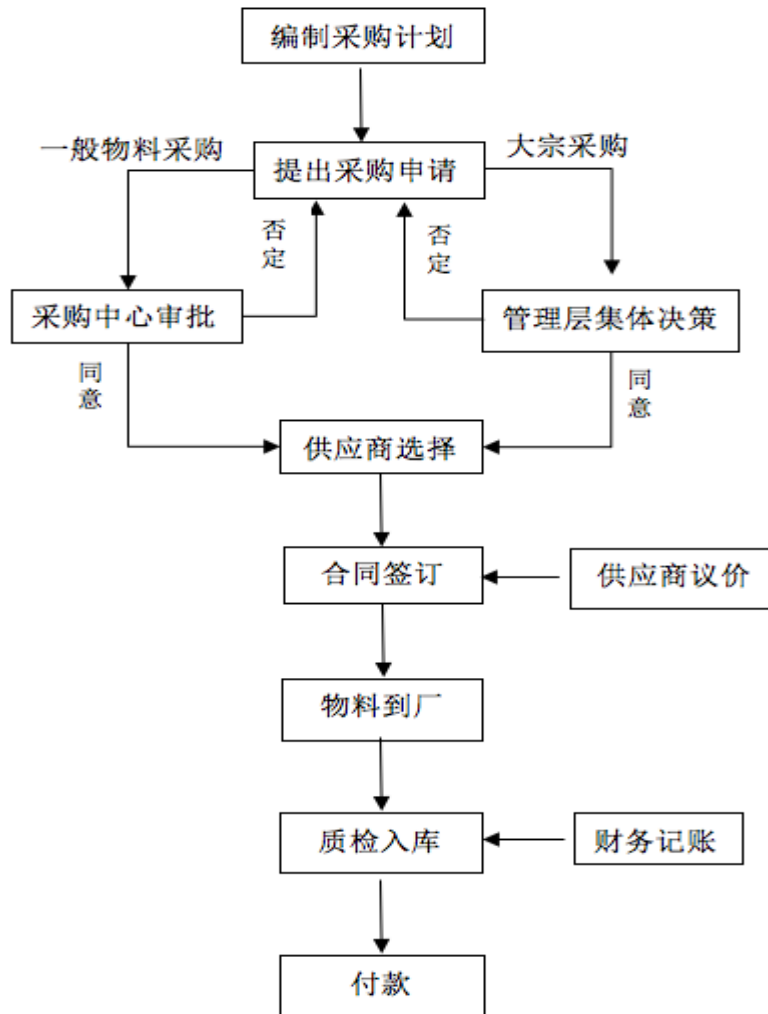 编制采购计划
一般物料采购
大宗采购
提出采购申请
否定
否定
采购中心审批
管理层集体决策
同意
同意
供应商选择
合同签订
供应商议价
物料到厂
质检入库
财务记账
付款